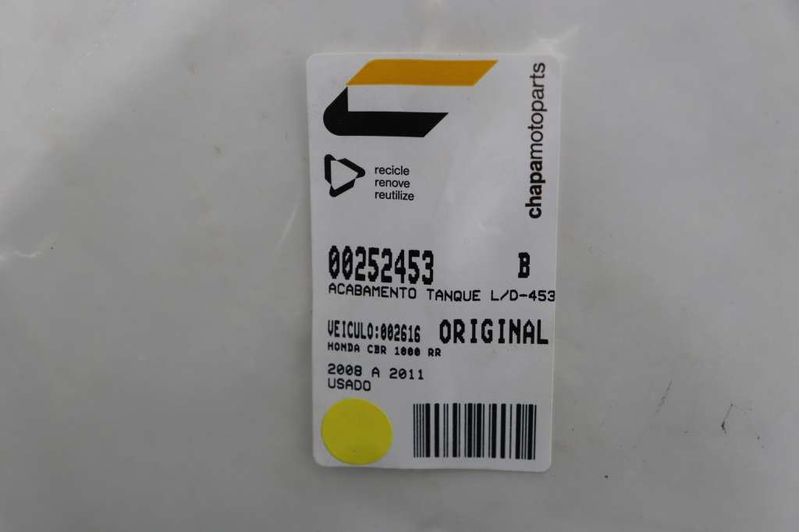 chapamotoparts
recicle
renove
reutilize
00252453 B
ACABAMENTO TANQUE L/D-453
VEICULO:002616 ORIGINAL
HONDA CBR 1000 RR
2008 A 2011
USADO